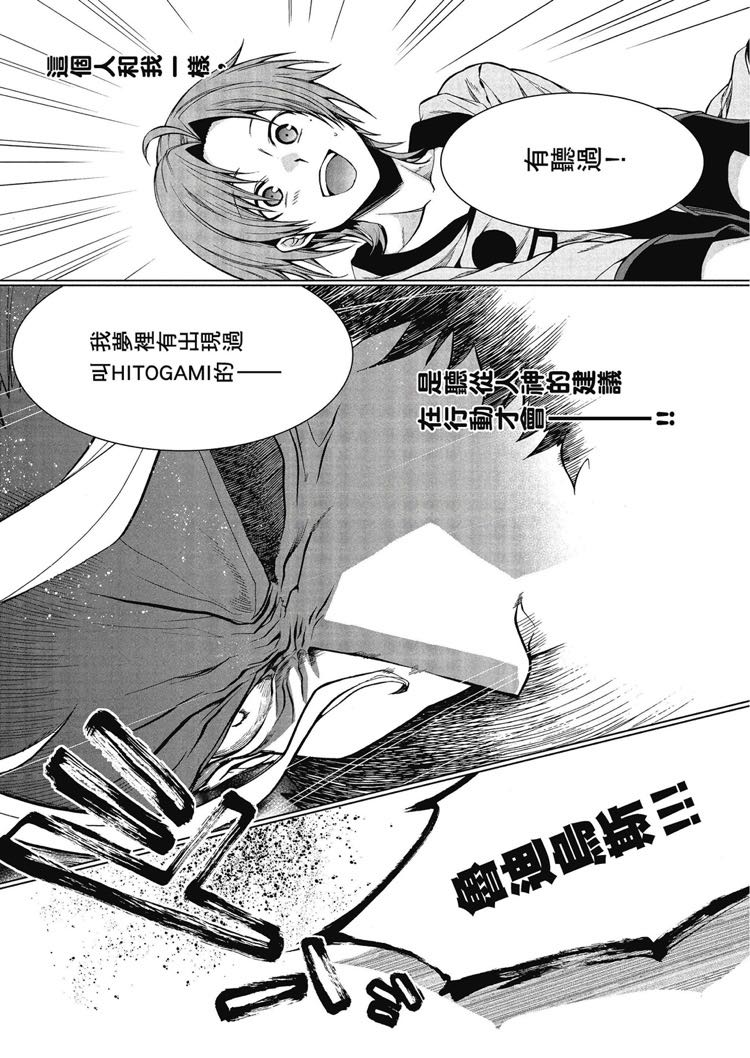 這個人和我一樣，
有聽過！
我夢裡有出現過
叫HITOGAMI的——
是聽從人神的建議
在行動才會————!!
魯迪烏斯!!!